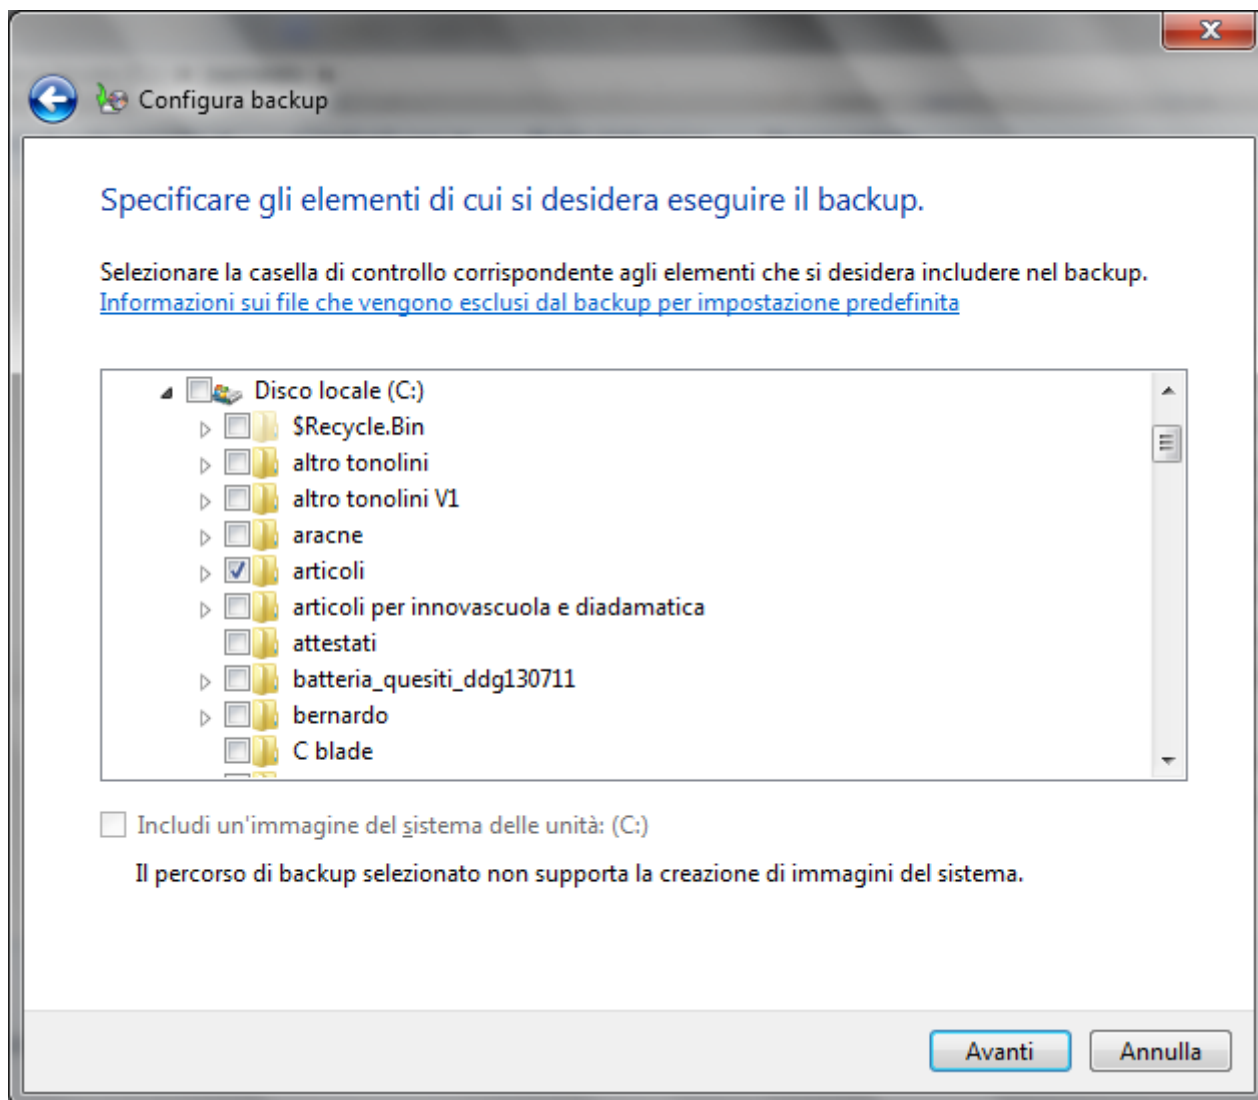 Configura backup
Specificare gli elementi di cui si desidera eseguire il backup.
Selezionare la casella di controllo corrispondente agli elementi che si desidera includere nel backup.
Informazioni sui file che vengono esclusi dal backup per impostazione predefinita
Disco locale (C:)
$Recycle.Bin
altro tonolini
altro tonolini V1
aracne
articoli
articoli per innovascuola e diadamatica
attestati
batteria_quesiti_ddg130711
bernardo
C blade
Includi un'immagine del sistema delle unità: (C:)
Il percorso di backup selezionato non supporta la creazione di immagini del sistema.
Avanti Annulla